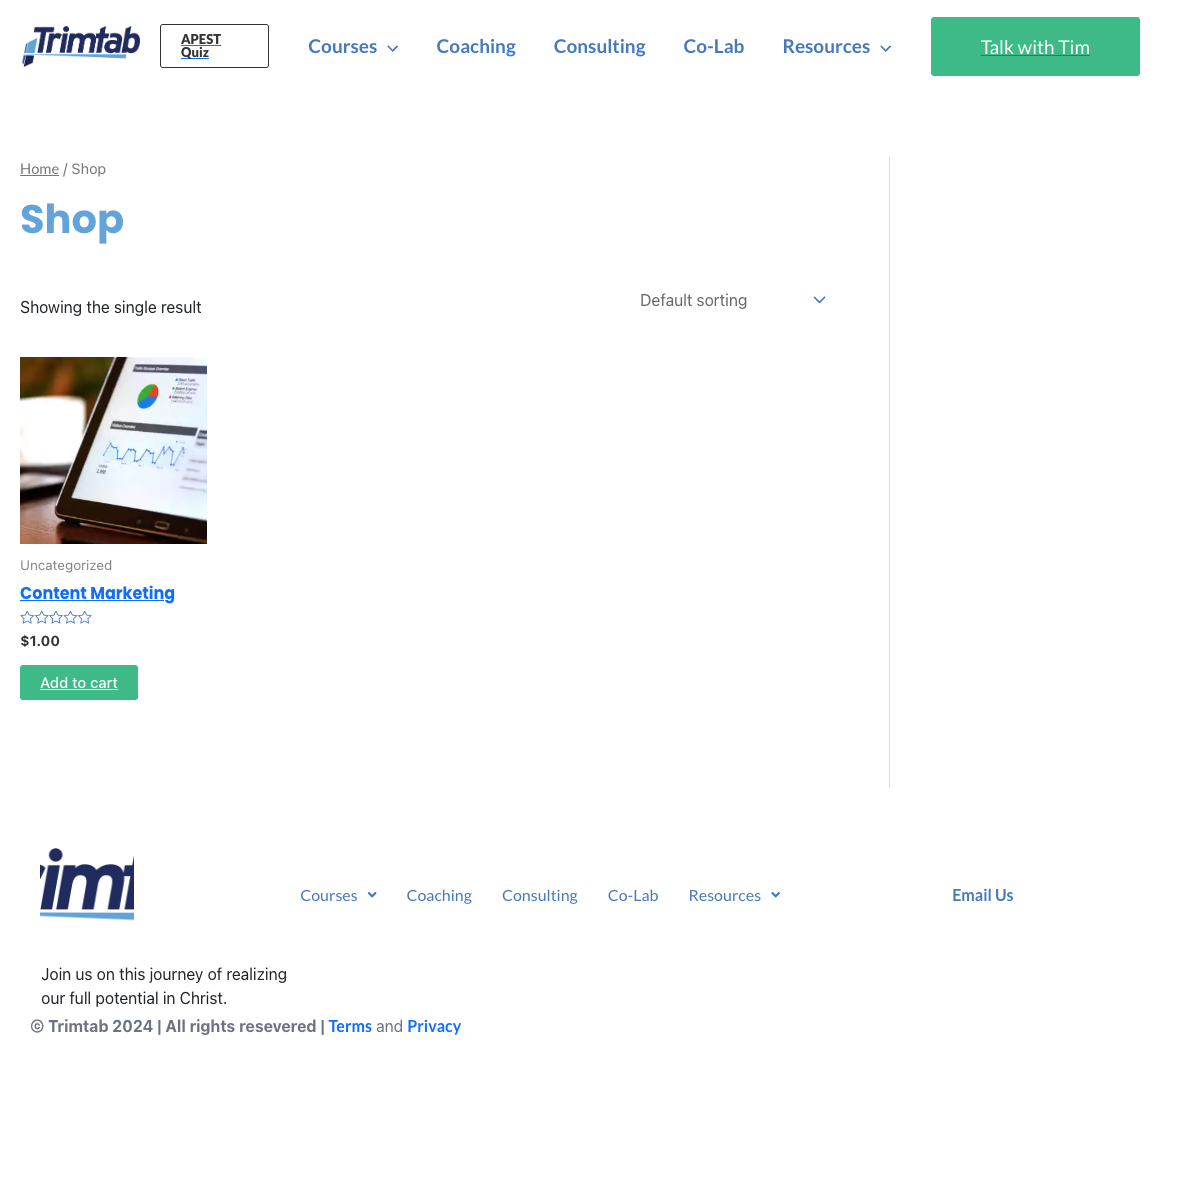 Trimtab
APEST
Quiz
Courses
Coaching
Consulting
Co-Lab
Resources
Talk with Tim
Home / Shop
Shop
Showing the single result
Default sorting
Uncategorized
Content Marketing
$1.00
Add to cart
Courses
Coaching
Consulting
Co-Lab
Resources
Email Us
Join us on this journey of realizing
our full potential in Christ.
© Trimtab 2024 | All rights resevered | Terms and Privacy